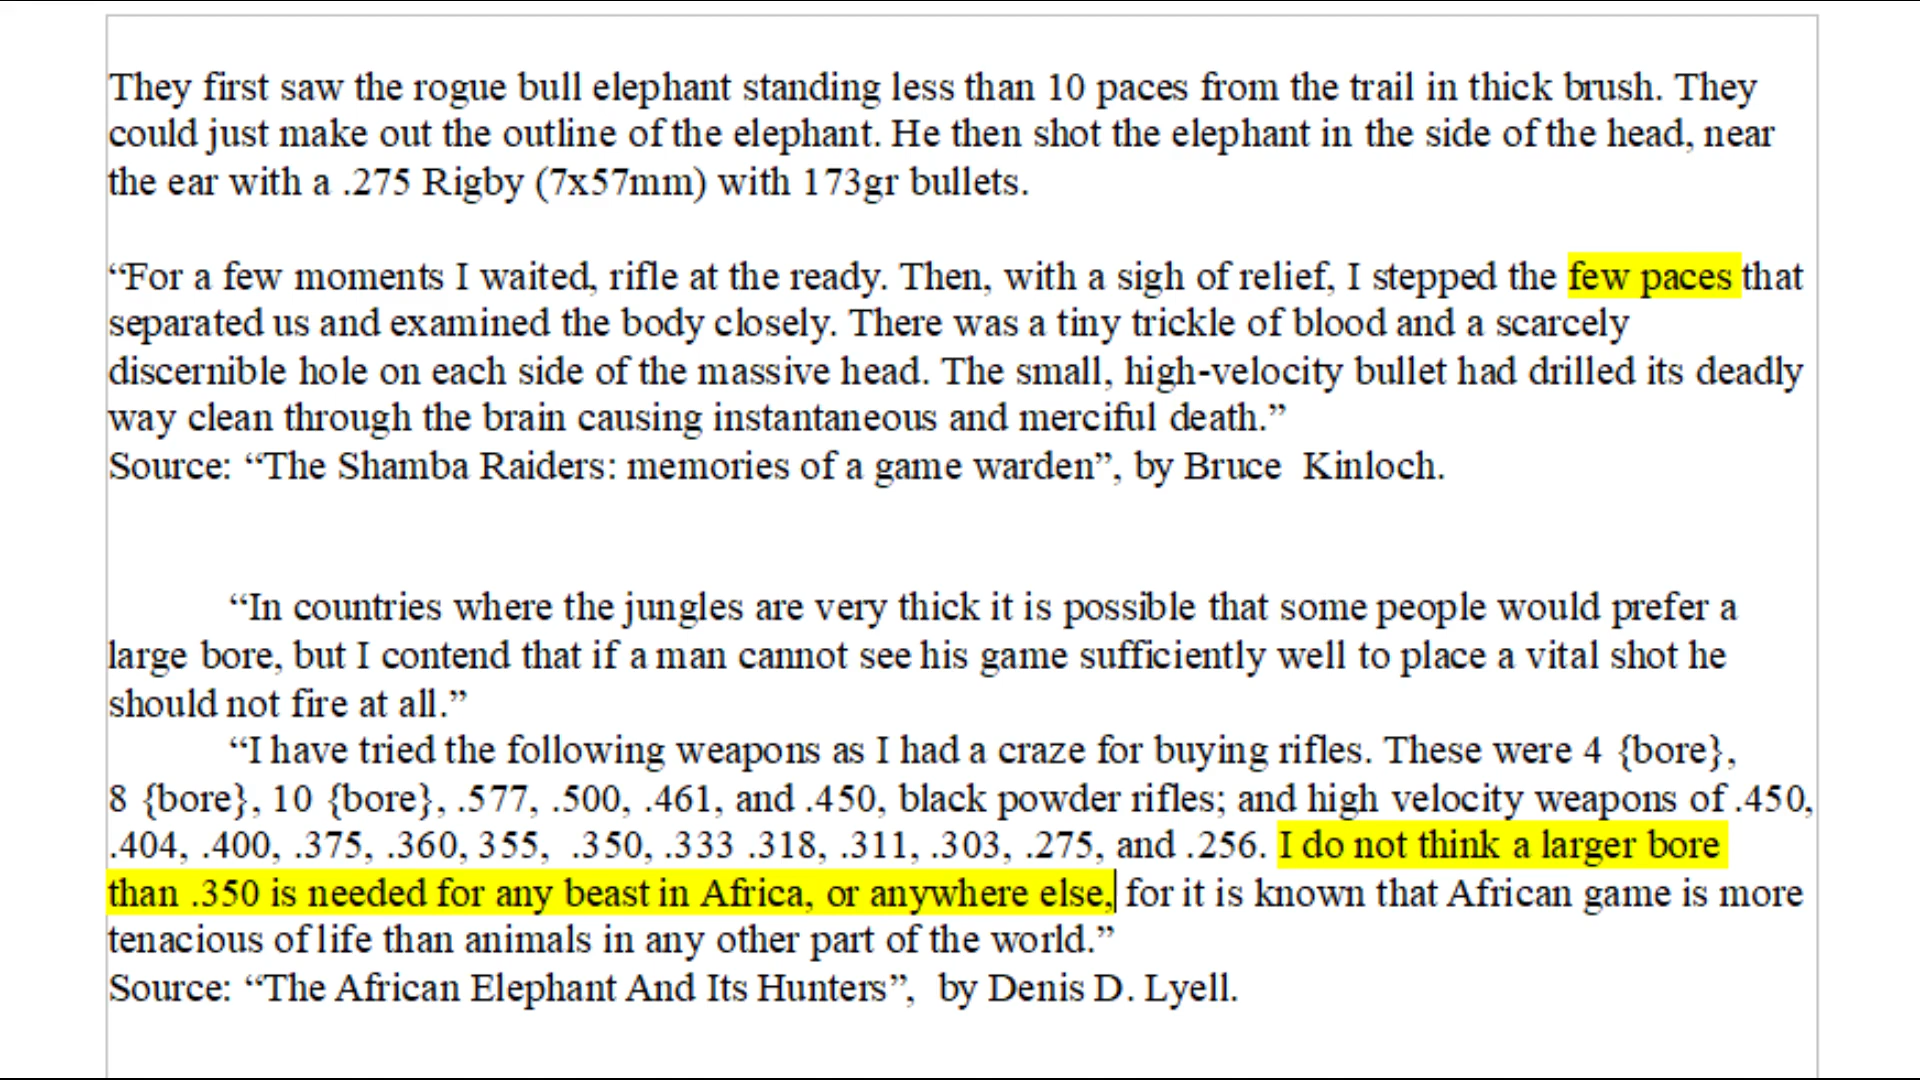 They first saw the rogue bull elephant standing less than 10 paces from the trail in thick brush. They
could just make out the outline of the elephant. He then shot the elephant in the side of the head, near
the ear with a .275 Rigby (7x57mm) with 173gr bullets.
“For a few moments I waited, rifle at the ready. Then, with a sigh of relief, I stepped the few paces that
separated us and examined the body closely. There was a tiny trickle of blood and a scarcely
discernible hole on each side of the massive head. The small, high-velocity bullet had drilled its deadly
way clean through the brain causing instantaneous and merciful death.”
Source: “The Shamba Raiders: memories of a game warden”, by Bruce  Kinloch.
“In countries where the jungles are very thick it is possible that some people would prefer a
large bore, but I contend that if a man cannot see his game sufficiently well to place a vital shot he
should not fire at all.”
“I have tried the following weapons as I had a craze for buying rifles. These were 4 {bore},
8 {bore}, 10 {bore}, .577, .500, .461, and .450, black powder rifles; and high velocity weapons of .450,
.404, .400, .375, .360, 355,  .350, .333 .318, .311, .303, .275, and .256. I do not think a larger bore
than .350 is needed for any beast in Africa, or anywhere else, for it is known that African game is more
tenacious of life than animals in any other part of the world.”
Source: “The African Elephant And Its Hunters”,  by Denis D. Lyell.